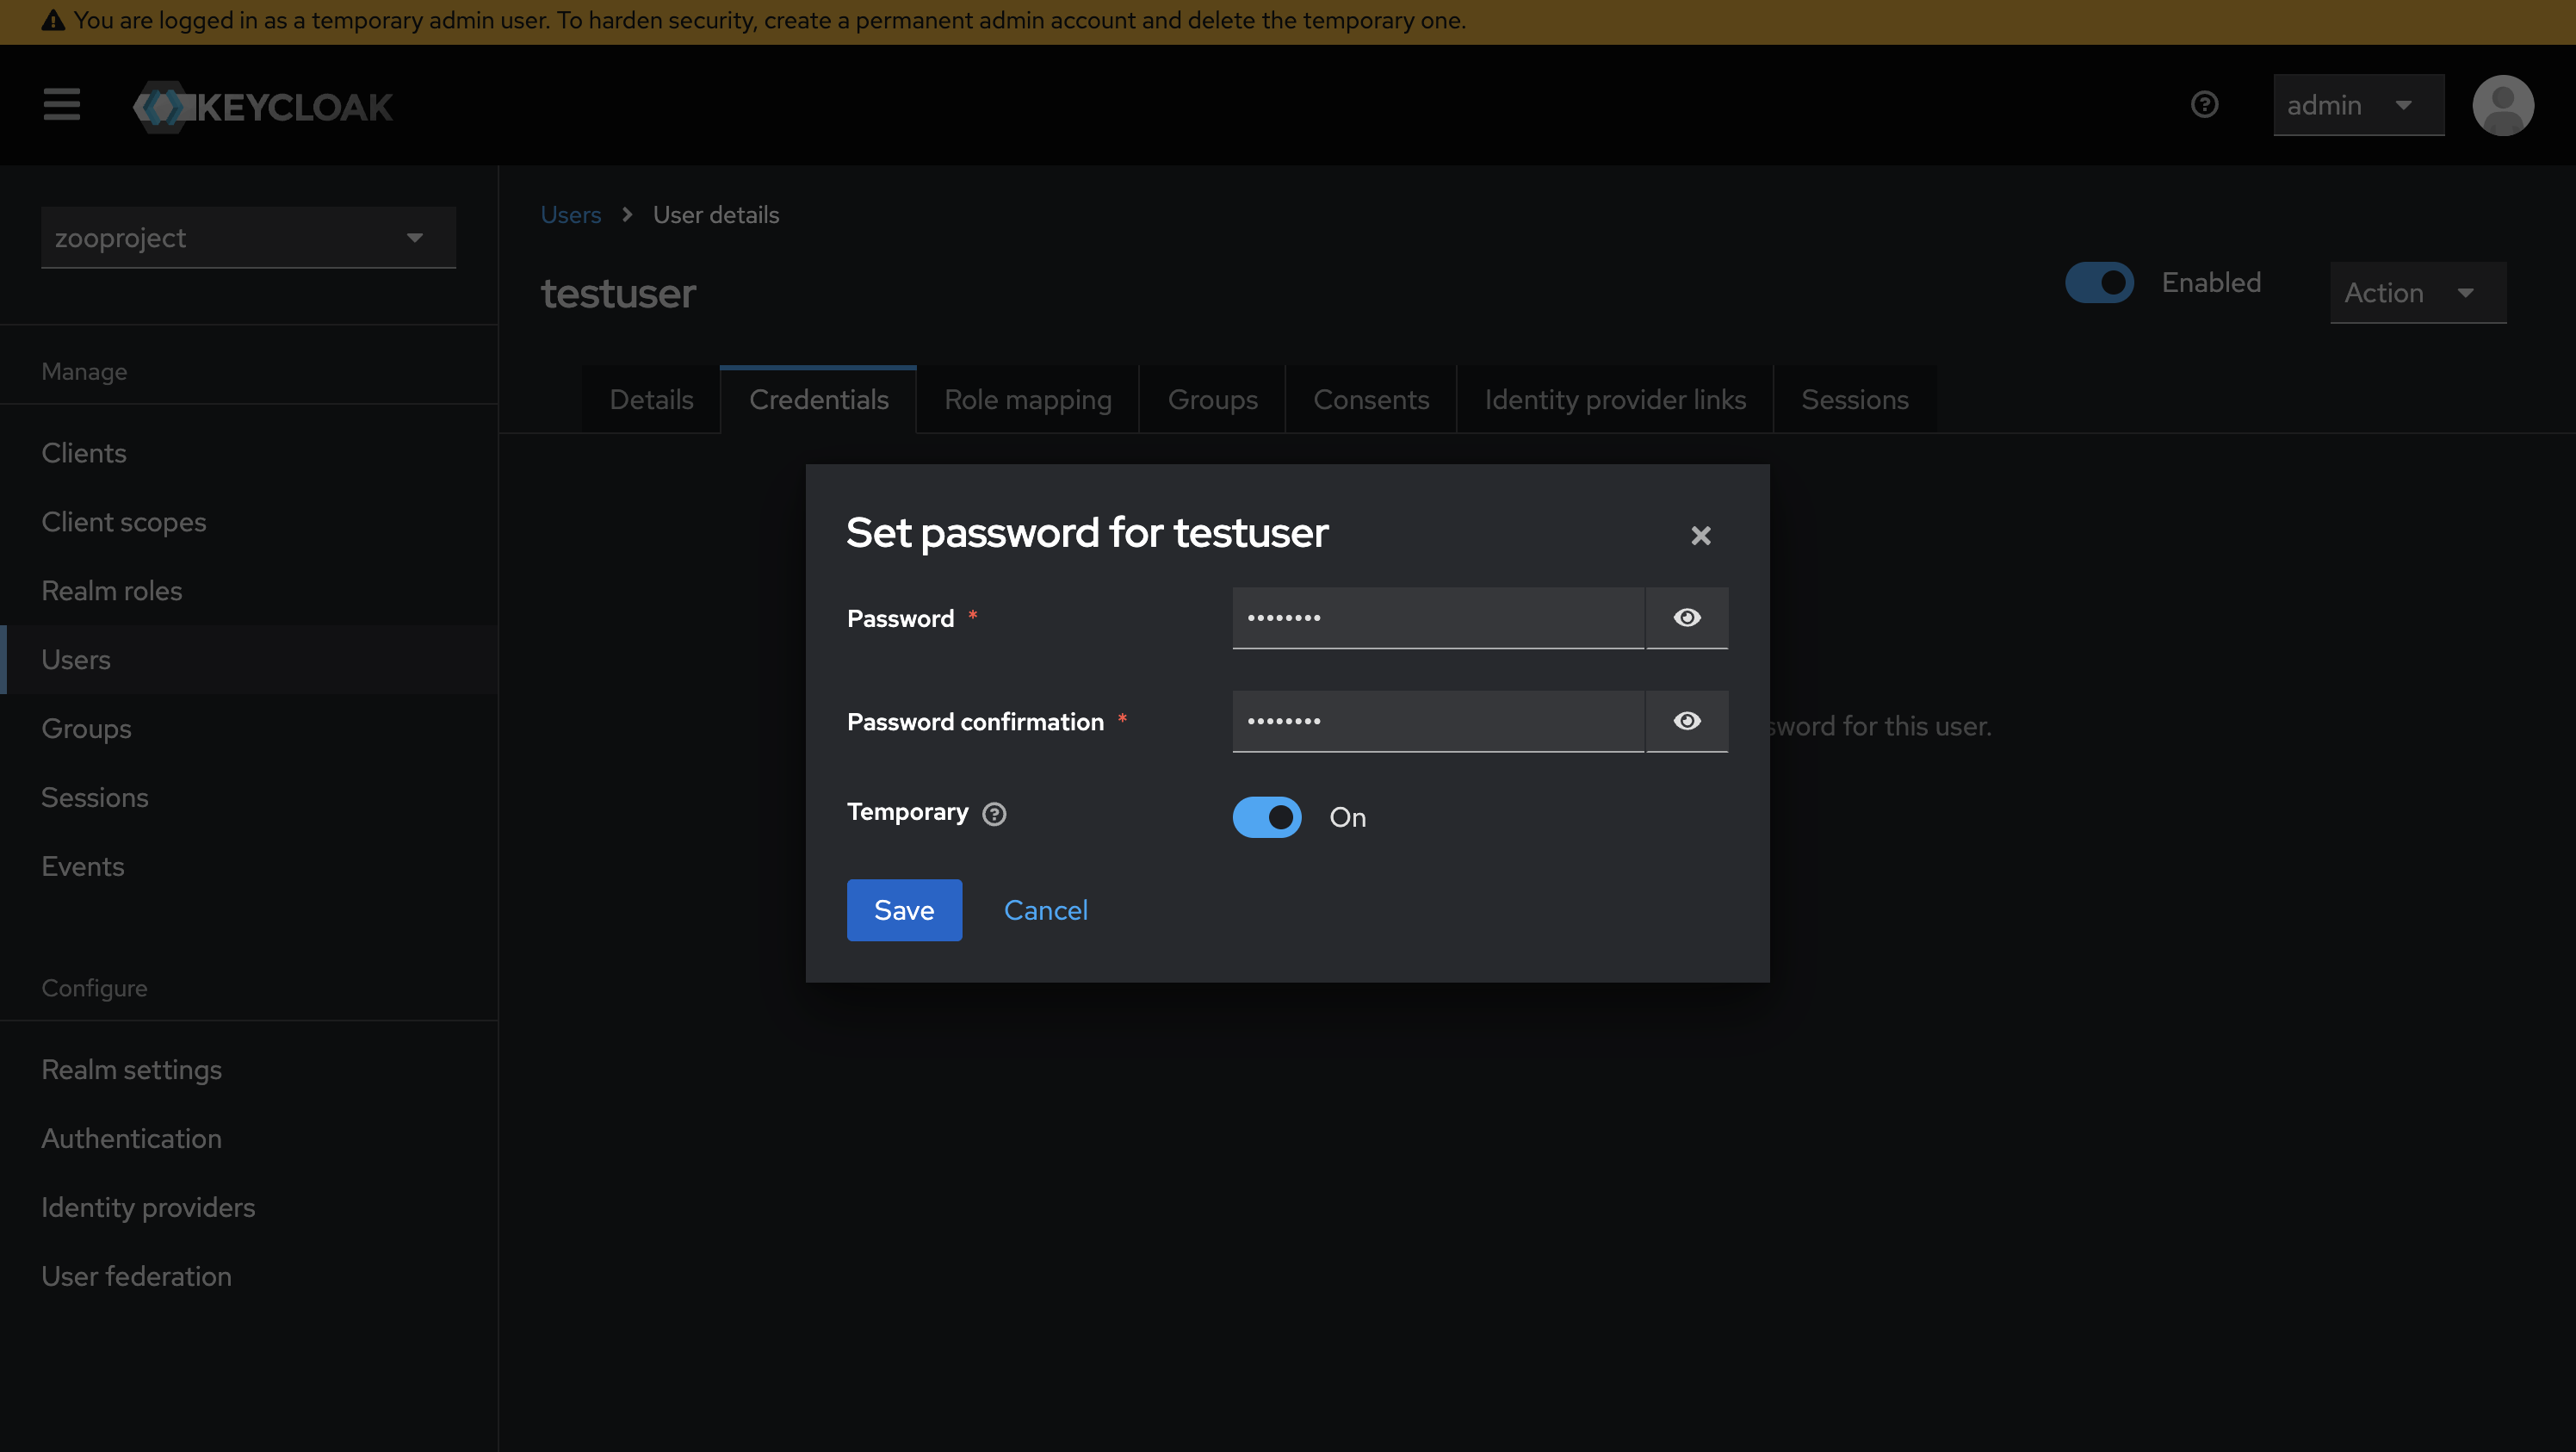 You are logged in as a temporary admin user. To harden security, create a permanent admin account and delete the temporary one.
KEYCLOAK
admin
zooproject
Manage
Clients
Client scopes
Realm roles
Users
Groups
Sessions
Events
Configure
Realm settings
Authentication
Identity providers
User federation
Users User details
testuser
Enabled
Action
Details Credentials Role mapping Groups Consents Identity provider links Sessions
Set password for testuser
Password *
••••••••
Password confirmation *
••••••••
sword for this user.
Temporary
On
Save Cancel